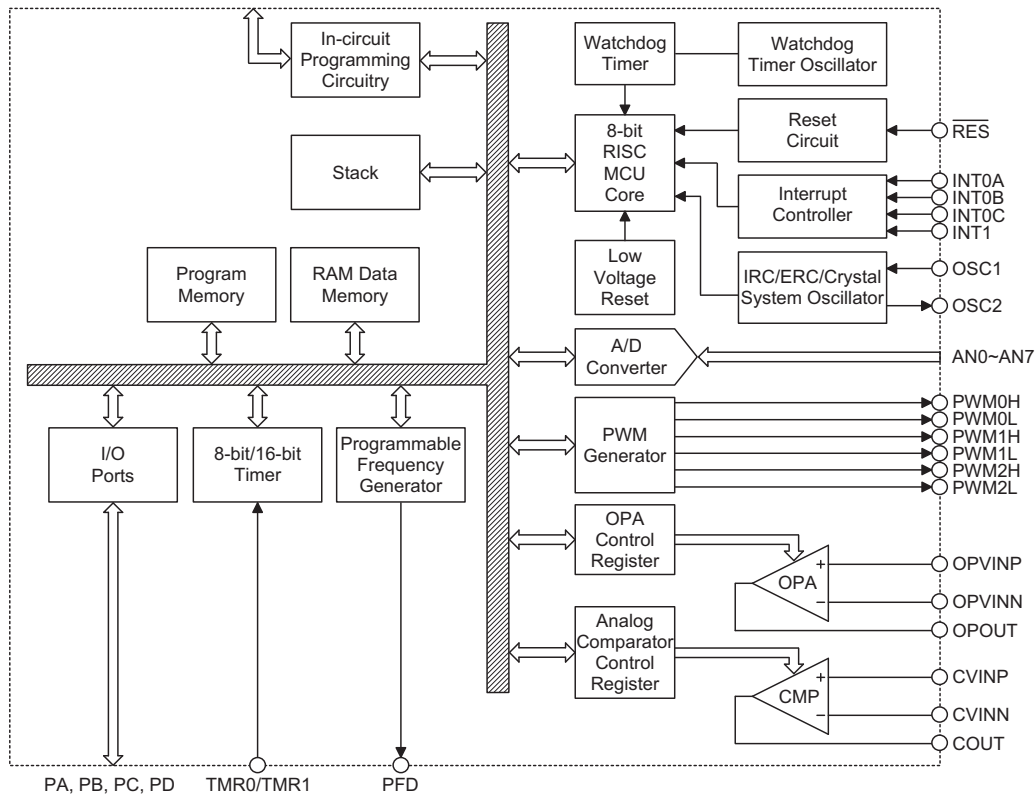 In-circuit
Programming
Circuitry
Watchdog
Timer
Watchdog
Timer Oscillator
Stack
8-bit
RISC
MCU
Core
Reset
Circuit
RES
Interrupt
Controller
INT0A
INT0B
INT0C
INT1
Program
Memory
RAM Data
Memory
Low
Voltage
Reset
IRC/ERC/Crystal
System Oscillator
OSC1
OSC2
A/D
Converter
AN0~AN7
I/O
Ports
8-bit/16-bit
Timer
Programmable
Frequency
Generator
PWM
Generator
PWM0H
PWM0L
PWM1H
PWM1L
PWM2H
PWM2L
OPA
Control
Register
+
OPA
−
OPVINP
OPVINN
OPOUT
Analog
Comparator
Control
Register
+
CMP
−
CVINP
CVINN
COUT
PA, PB, PC, PD
TMR0/TMR1
PFD